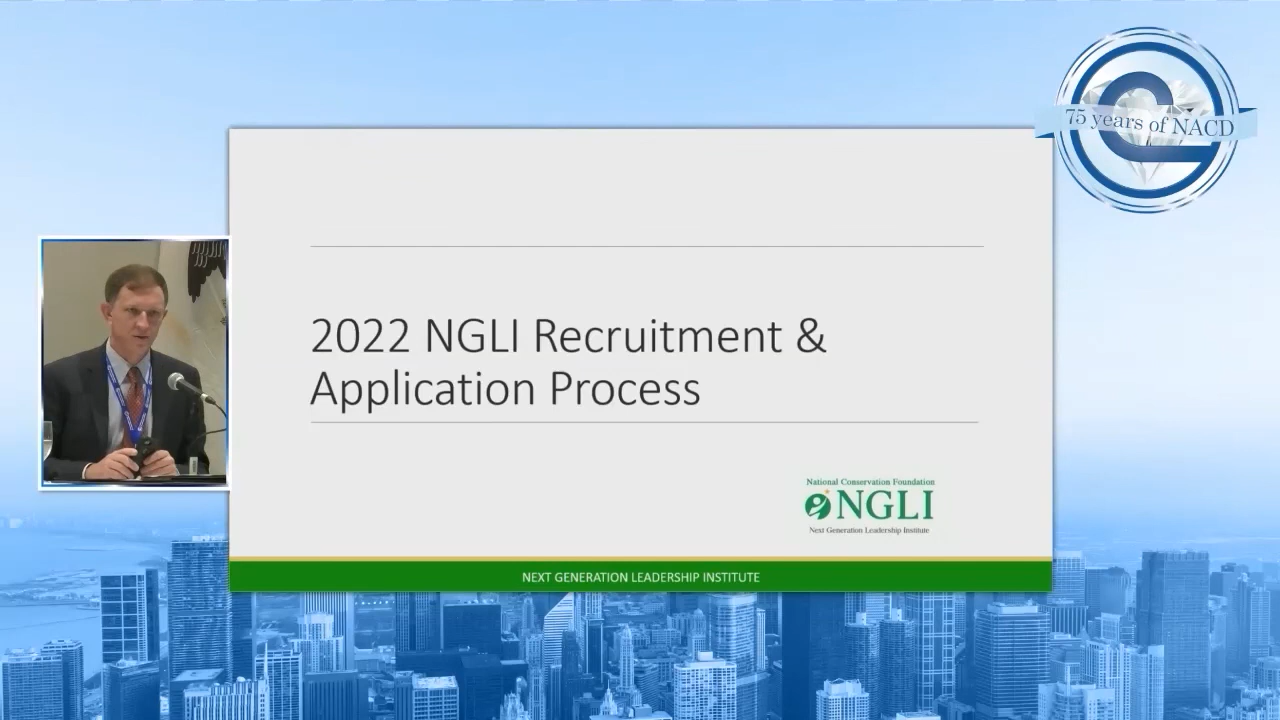 75 years of NACD
2022 NGLI Recruitment &
Application Process
National Conservation Foundation
NGLI
Next Generation Leadership Institute
NEXT GENERATION LEADERSHIP INSTITUTE